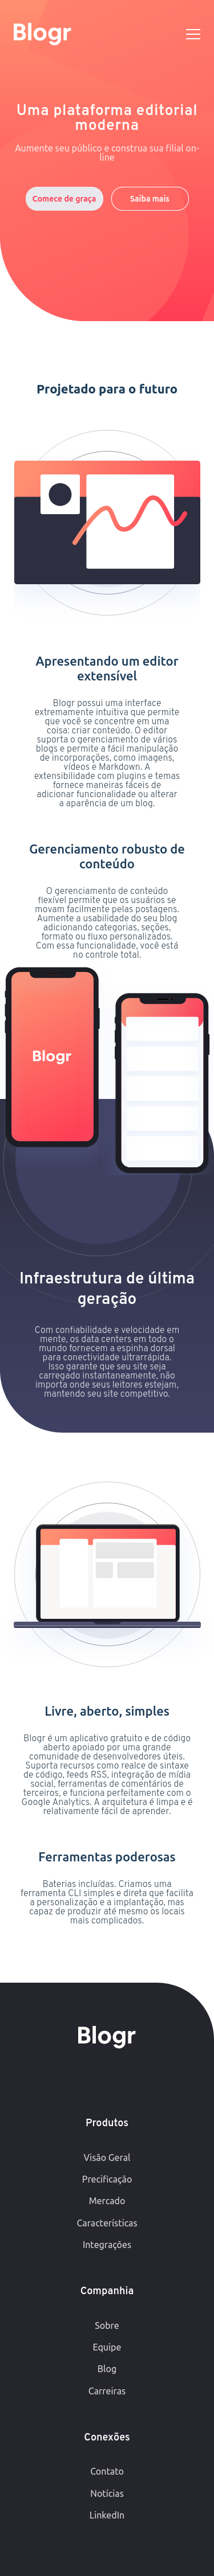 Blogr
Uma plataforma editorial
moderna
Aumente seu público e construa sua filial on-
line
Comece de graça
Saiba mais
Projetado para o futuro
Apresentando um editor
extensível
Blogr possui uma interface
extremamente intuitiva que permite
que você se concentre em uma
coisa: criar conteúdo. O editor
suporta o gerenciamento de vários
blogs e permite a fácil manipulação
de incorporações, como imagens,
vídeos e Markdown. A
extensibilidade com plugins e temas
fornece maneiras fáceis de
adicionar funcionalidade ou alterar
a aparência de um blog.
Gerenciamento robusto de
conteúdo
O gerenciamento de conteúdo
flexível permite que os usuários se
movam facilmente pelas postagens.
Aumente a usabilidade do seu blog
adicionando categorias, seções,
formato ou fluxo personalizados.
Com essa funcionalidade, você está
no controle total.
Blogr
Infraestrutura de última
geração
Com confiabilidade e velocidade em
mente, os data centers em todo o
mundo fornecem a espinha dorsal
para conectividade ultrarrápida.
Isso garante que seu site seja
carregado instantaneamente, não
importa onde seus leitores estejam,
mantendo seu site competitivo.
Livre, aberto, simples
Blogr é um aplicativo gratuito e de código
aberto apoiado por uma grande
comunidade de desenvolvedores úteis.
Suporta recursos como realce de sintaxe
de código, feeds RSS, integração de mídia
social, ferramentas de comentários de
terceiros, e funciona perfeitamente com o
Google Analytics. A arquitetura é limpa e é
relativamente fácil de aprender.
Ferramentas poderosas
Baterias incluídas. Criamos uma
ferramenta CLI simples e direta que facilita
a personalização e a implantação, mas
capaz de produzir até mesmo os locais
mais complicados.
Blogr
Produtos
Visão Geral
Precificação
Mercado
Características
Integrações
Companhia
Sobre
Equipe
Blog
Carreiras
Conexões
Contato
Notícias
LinkedIn